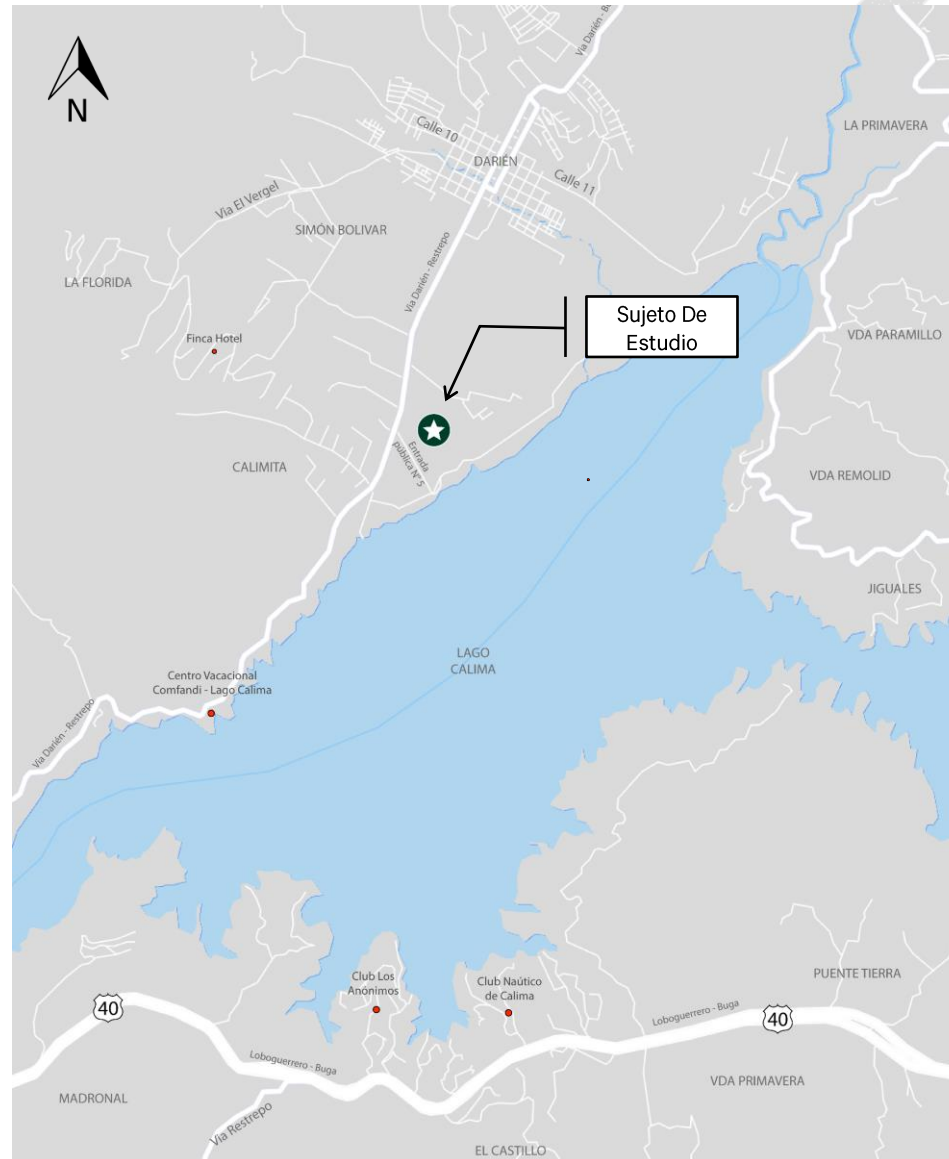 N
Via Darién - B
LA PRIMAVERA
Calle 10
DARIÉN
Calle 11
Via El Vergel
SIMÓN BOLIVAR
LA FLORIDA
Via Darién - Restrepo
Sujeto De
Estudio
Finca Hotel
VDA PARAMILLO
Entrada
pública N° 5
CALIMITA
VDA REMOLID
JIGUALES
LAGO
CALIMA
Centro Vacacional
Comfandi - Lago Calima
Via Darién - Restrepo
Club Los
Anónimos
Club Naútico
de Calima
PUENTE TIERRA
40
Loboguerrero - Buga
40
Loboguerrero - Buga
VDA PRIMAVERA
MADRONAL
Via Restrepo
EL CASTILLO